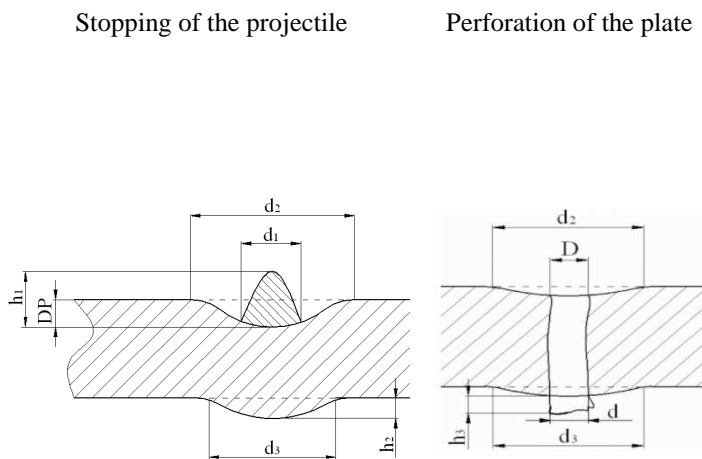 Stopping of the projectile
Perforation of the plate
d₂
d₁
h₁
DP
h₂
d₃
d₂
D
h₃
d
d₃